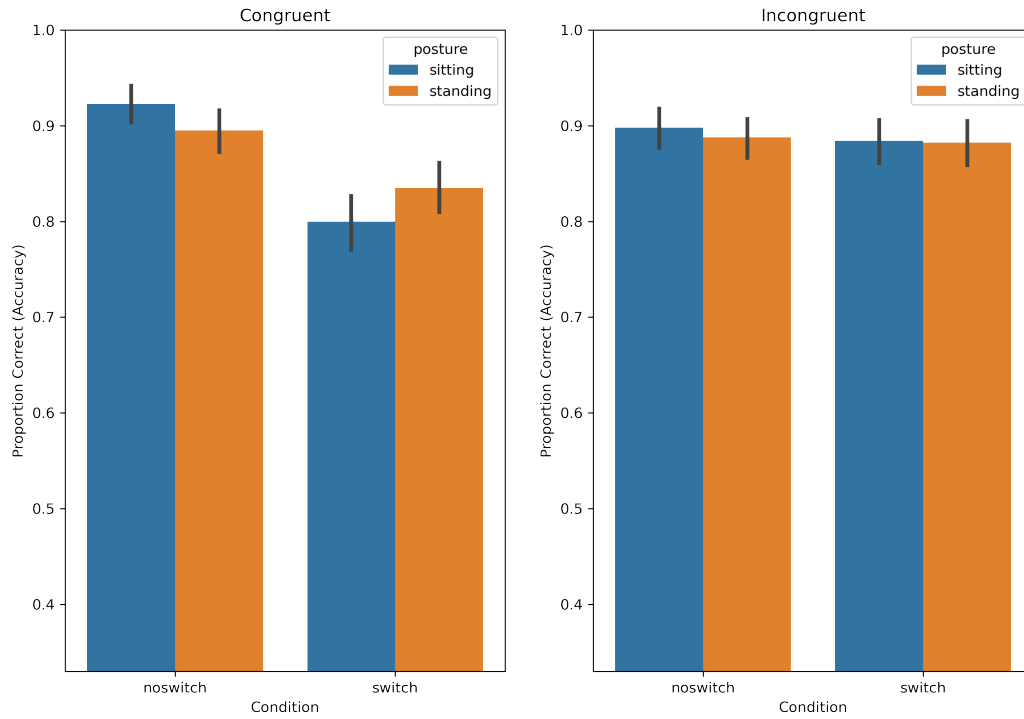 Congruent
1.0
0.9
0.8
0.7
0.6
0.5
0.4
Proportion Correct (Accuracy)
posture
sitting
standing
noswitch
switch
Condition
Incongruent
1.0
0.9
0.8
0.7
0.6
0.5
0.4
Proportion Correct (Accuracy)
posture
sitting
standing
noswitch
switch
Condition